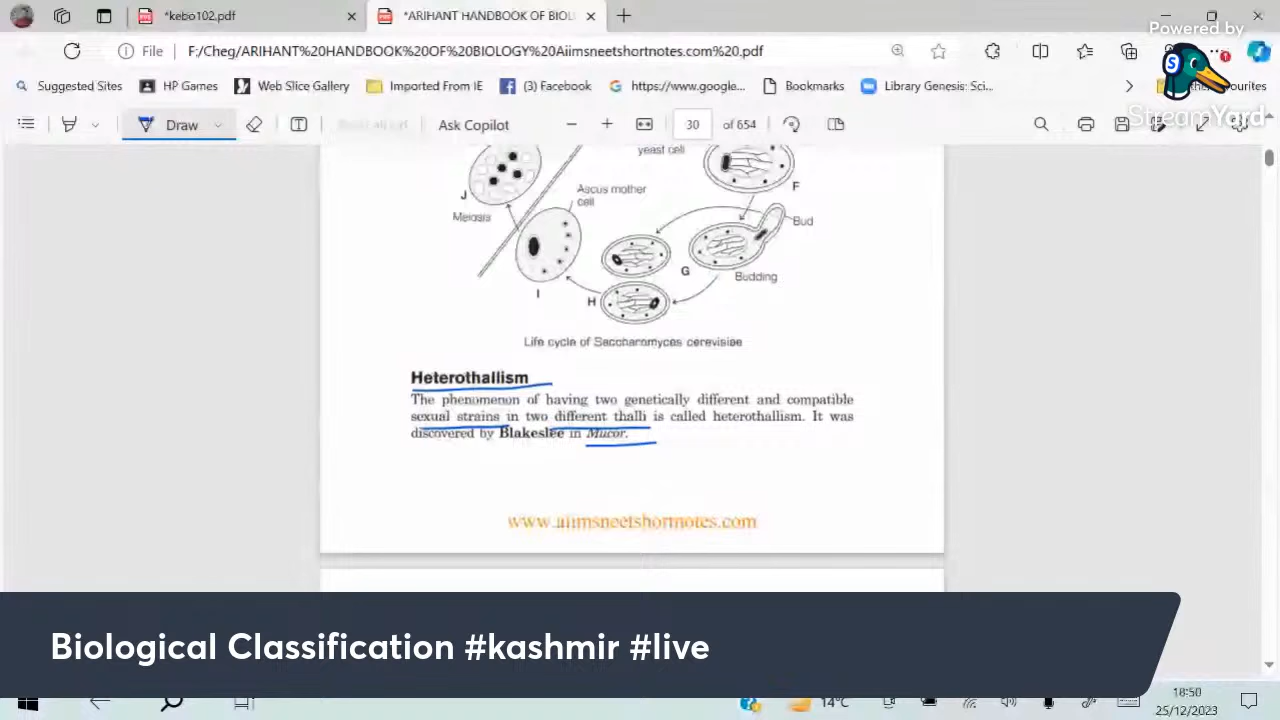 *kebo102.pdf
*ARIHANT HANDBOOK OF BIOL
Powered by
StreamYard
File
F:/Cheg/ARIHANT%20HANDBOOK%20OF%20BIOLOGY%20Aiimsneetshortnotes.com%20.pdf
Suggested Sites
HP Games
Web Slice Gallery
Imported From IE
(3) Facebook
https://www.google...
Bookmarks
Library Genesis: Sci...
favourites
Draw
Ask Copilot
30 of 654
yeast cell
F
J
Ascus mother
cell
Meiosis
Bud
G
Budding
I
H
Life cycle of Saccharomyces cerevisiae
Heterothallism
The phenomenon of having two genetically different and compatible
sexual strains in two different thalli is called heterothallism. It was
discovered by Blakeslee in Mucor.
www.aiimsneetshortnotes.com
Biological Classification #kashmir #live
14°C
18:50
25/12/2023